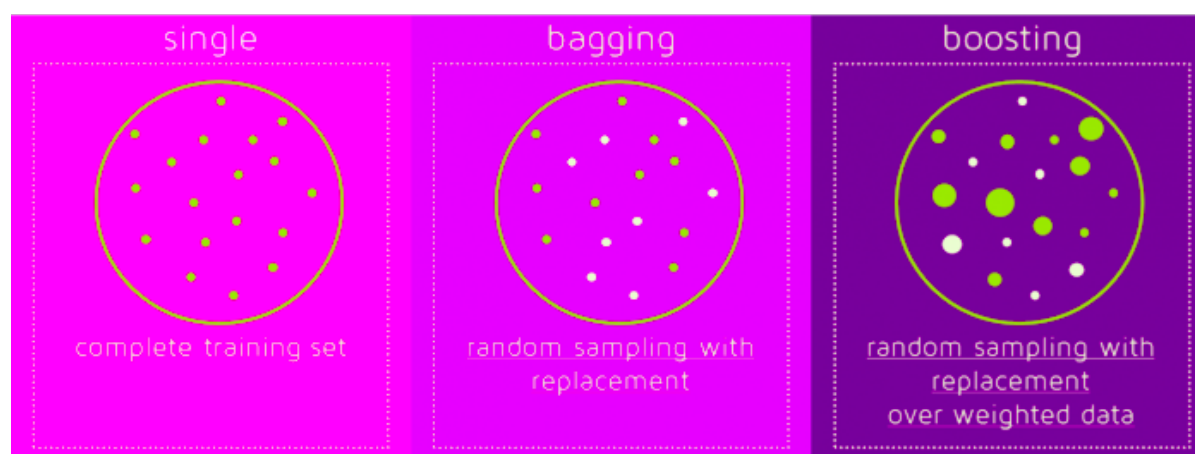 single
complete training set
bagging
random sampling with
replacement
boosting
random sampling with
replacement
over weighted data